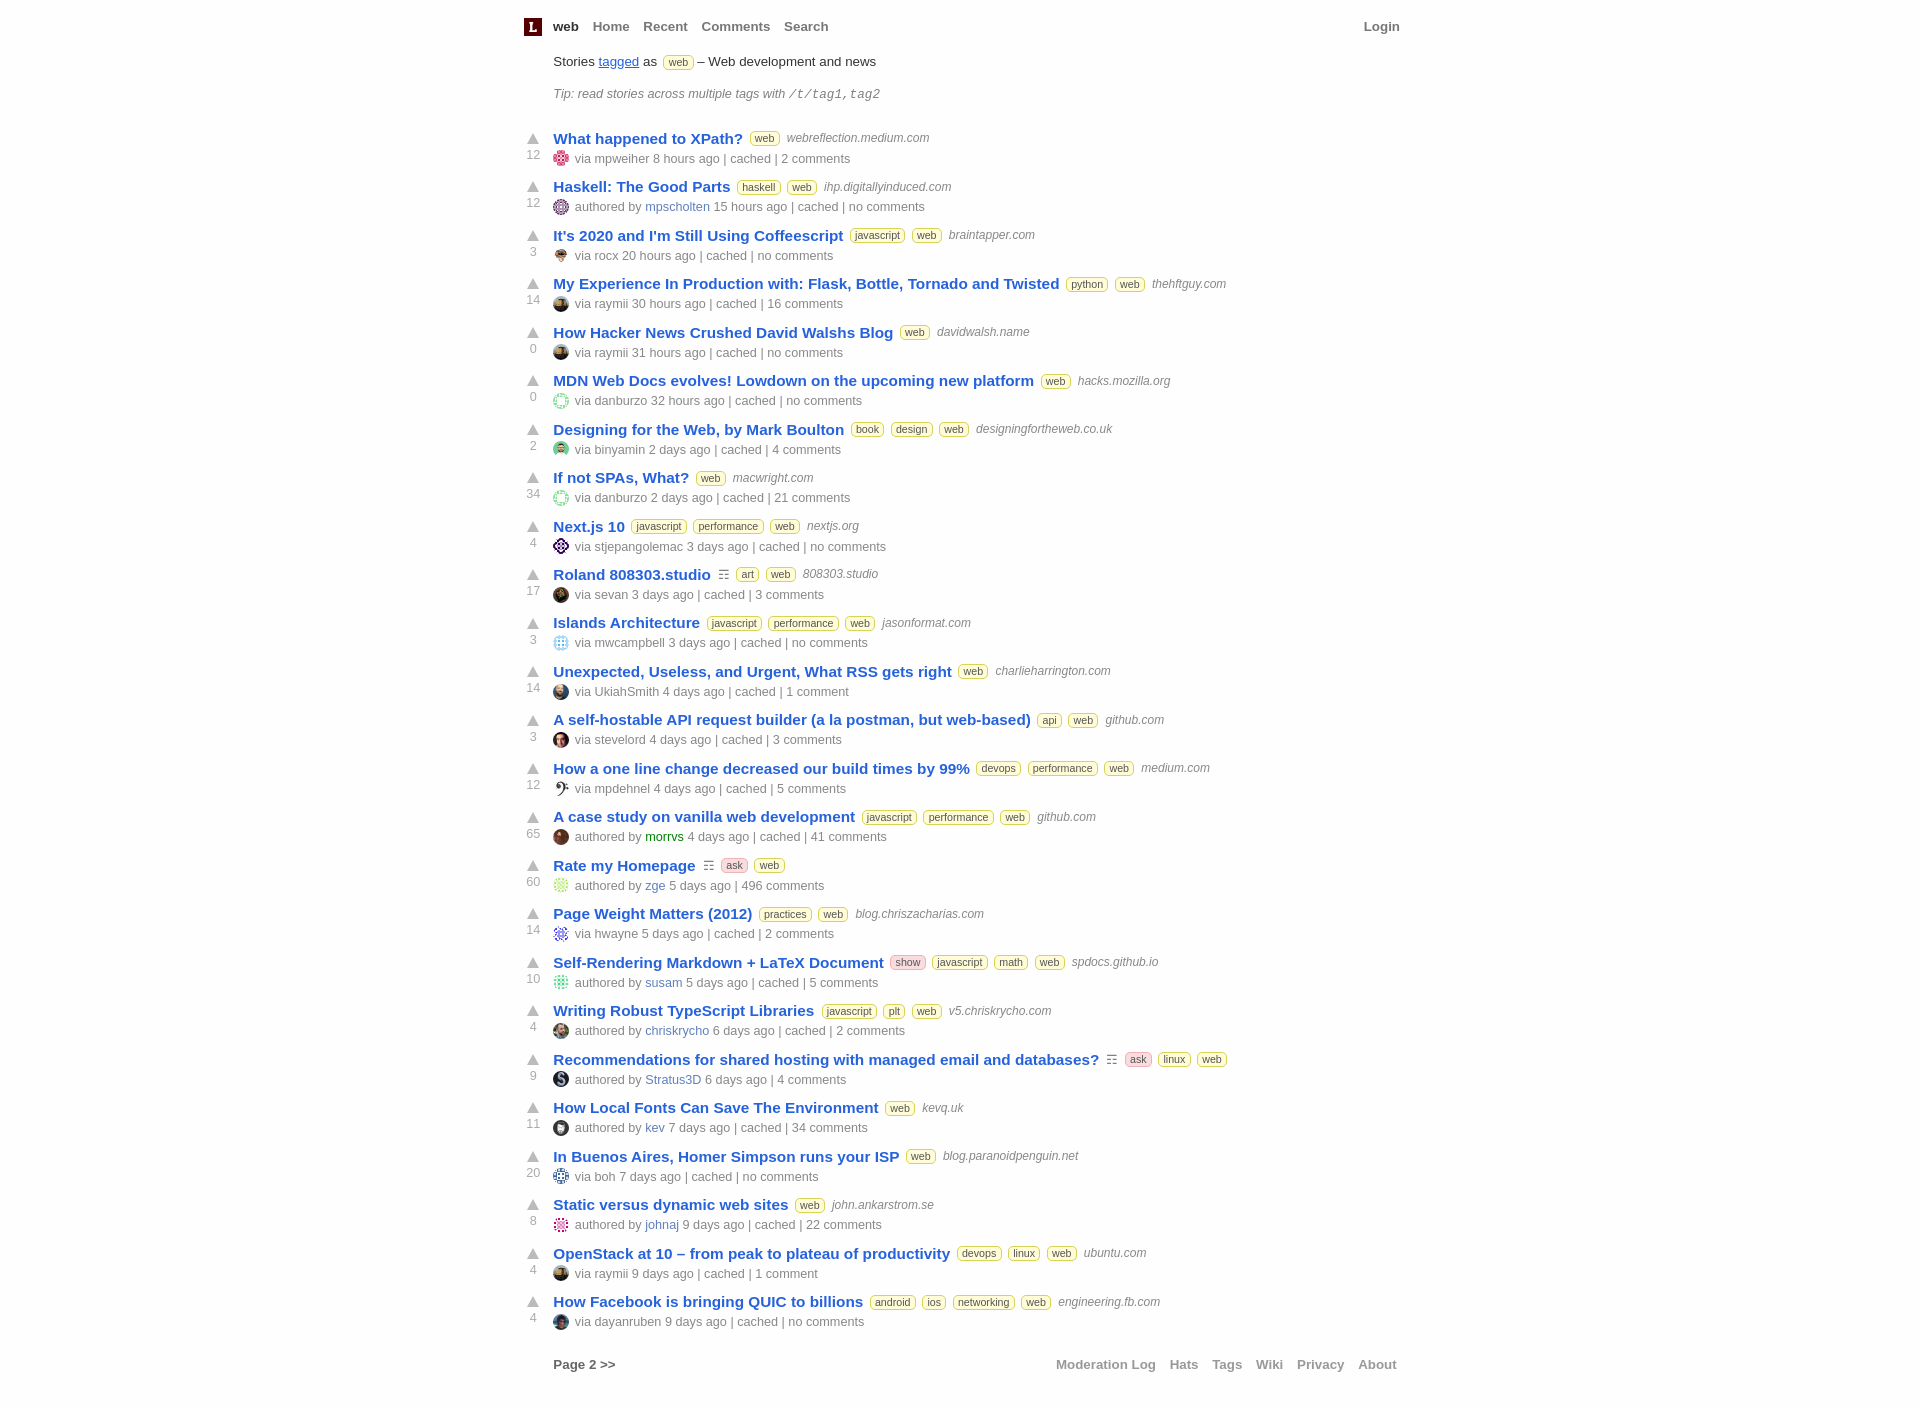 L web Home Recent Comments Search Login
Stories tagged as web – Web development and news
Tip: read stories across multiple tags with /t/tag1,tag2
What happened to XPath? web webreflection.medium.com
12 via mpweiher 8 hours ago | cached | 2 comments
Haskell: The Good Parts haskell web ihp.digitallyinduced.com
12 authored by mpscholten 15 hours ago | cached | no comments
It's 2020 and I'm Still Using Coffeescript javascript web braintapper.com
3 via rocx 20 hours ago | cached | no comments
My Experience In Production with: Flask, Bottle, Tornado and Twisted python web thehftguy.com
14 via raymii 30 hours ago | cached | 16 comments
How Hacker News Crushed David Walshs Blog web davidwalsh.name
0 via raymii 31 hours ago | cached | no comments
MDN Web Docs evolves! Lowdown on the upcoming new platform web hacks.mozilla.org
0 via danburzo 32 hours ago | cached | no comments
Designing for the Web, by Mark Boulton book design web designingfortheweb.co.uk
2 via binyamin 2 days ago | cached | 4 comments
If not SPAs, What? web macwright.com
34 via danburzo 2 days ago | cached | 21 comments
Next.js 10 javascript performance web nextjs.org
4 via stjepangolemac 3 days ago | cached | no comments
Roland 808303.studio ☶ art web 808303.studio
17 via sevan 3 days ago | cached | 3 comments
Islands Architecture javascript performance web jasonformat.com
3 via mwcampbell 3 days ago | cached | no comments
Unexpected, Useless, and Urgent, What RSS gets right web charlieharrington.com
14 via UkiahSmith 4 days ago | cached | 1 comment
A self-hostable API request builder (a la postman, but web-based) api web github.com
3 via stevelord 4 days ago | cached | 3 comments
How a one line change decreased our build times by 99% devops performance web medium.com
12 via mpdehnel 4 days ago | cached | 5 comments
A case study on vanilla web development javascript performance web github.com
65 authored by morrvs 4 days ago | cached | 41 comments
Rate my Homepage ☶ ask web
60 authored by zge 5 days ago | 496 comments
Page Weight Matters (2012) practices web blog.chriszacharias.com
14 via hwayne 5 days ago | cached | 2 comments
Self-Rendering Markdown + LaTeX Document show javascript math web spdocs.github.io
10 authored by susam 5 days ago | cached | 5 comments
Writing Robust TypeScript Libraries javascript plt web v5.chriskrycho.com
4 authored by chriskrycho 6 days ago | cached | 2 comments
Recommendations for shared hosting with managed email and databases? ☶ ask linux web
9 authored by Stratus3D 6 days ago | 4 comments
How Local Fonts Can Save The Environment web kevq.uk
11 authored by kev 7 days ago | cached | 34 comments
In Buenos Aires, Homer Simpson runs your ISP web blog.paranoidpenguin.net
20 via boh 7 days ago | cached | no comments
Static versus dynamic web sites web john.ankarstrom.se
8 authored by johnaj 9 days ago | cached | 22 comments
OpenStack at 10 – from peak to plateau of productivity devops linux web ubuntu.com
4 via raymii 9 days ago | cached | 1 comment
How Facebook is bringing QUIC to billions android ios networking web engineering.fb.com
4 via dayanruben 9 days ago | cached | no comments
Page 2 >> Moderation Log Hats Tags Wiki Privacy About